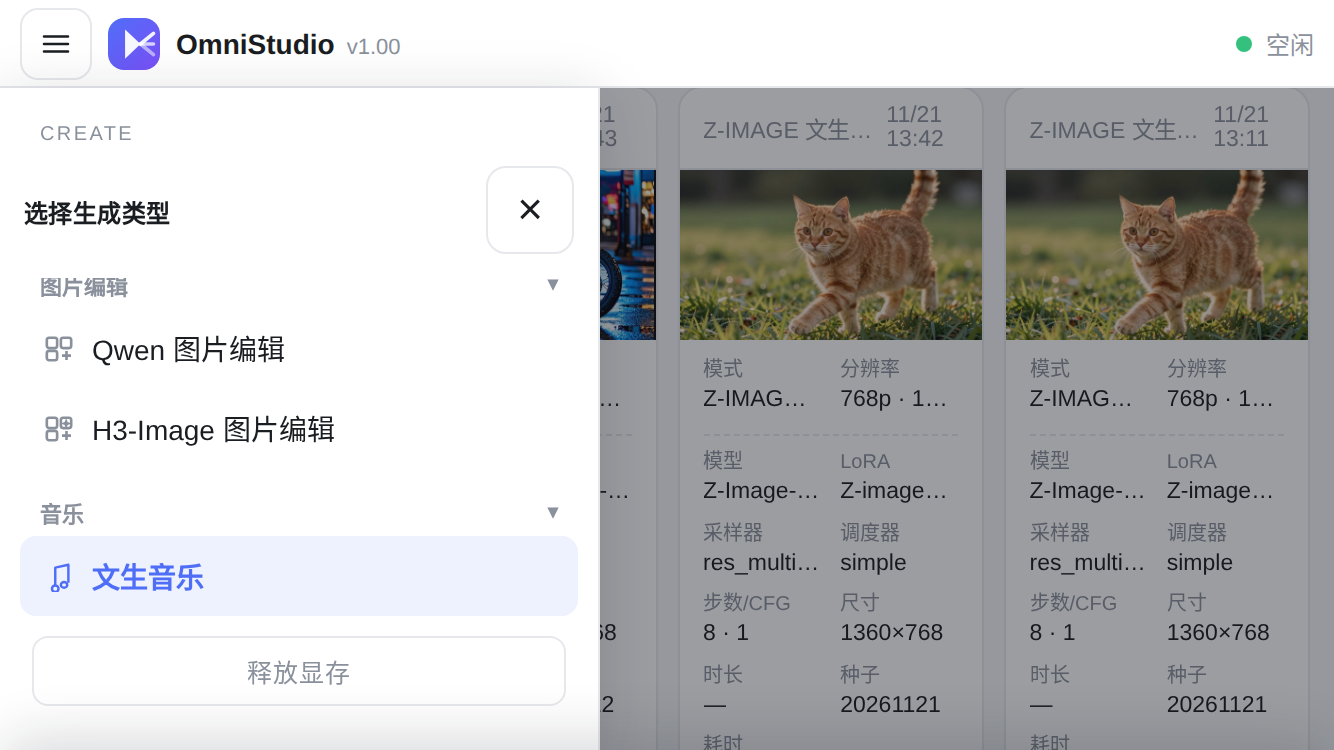 OmniStudio v1.00
空闲
CREATE
选择生成类型
图片编辑
Qwen 图片编辑
H3-Image 图片编辑
音乐
文生音乐
释放显存
Z-IMAGE 文生…
11/21
13:42
模式
分辨率
Z-IMAG…
768p · 1…
模型
LoRA
Z-Image-…
Z-image…
采样器
调度器
res_multi…
simple
步数/CFG
尺寸
8 · 1
1360×768
时长
种子
—
20261121
耗时
Z-IMAGE 文生…
11/21
13:11
模式
分辨率
Z-IMAG…
768p · 1…
模型
LoRA
Z-Image-…
Z-image…
采样器
调度器
res_multi…
simple
步数/CFG
尺寸
8 · 1
1360×768
时长
种子
—
20261121
耗时